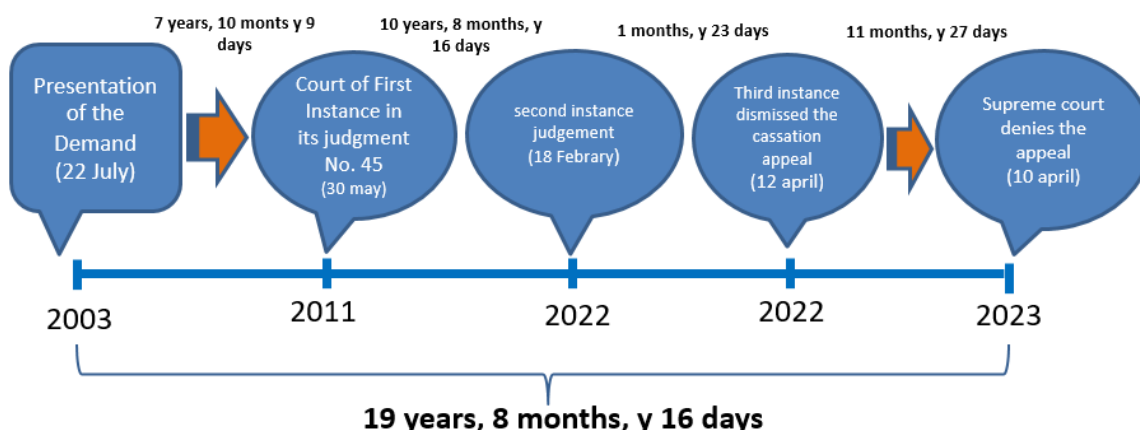 7 years, 10 monts y 9
days
10 years, 8 months, y
16 days
1 months, y 23 days
11 months, y 27 days
Presentation
of the
Demand
(22 July)
Court of First
Instance in
its judgment
No. 45
(30 may)
second instance
judgement
(18 Febrary)
Third instance
dismissed the
cassation
appeal
(12 april)
Supreme court
denies the
appeal
(10 april)
2003
2011
2022
2022
2023
19 years, 8 months, y 16 days